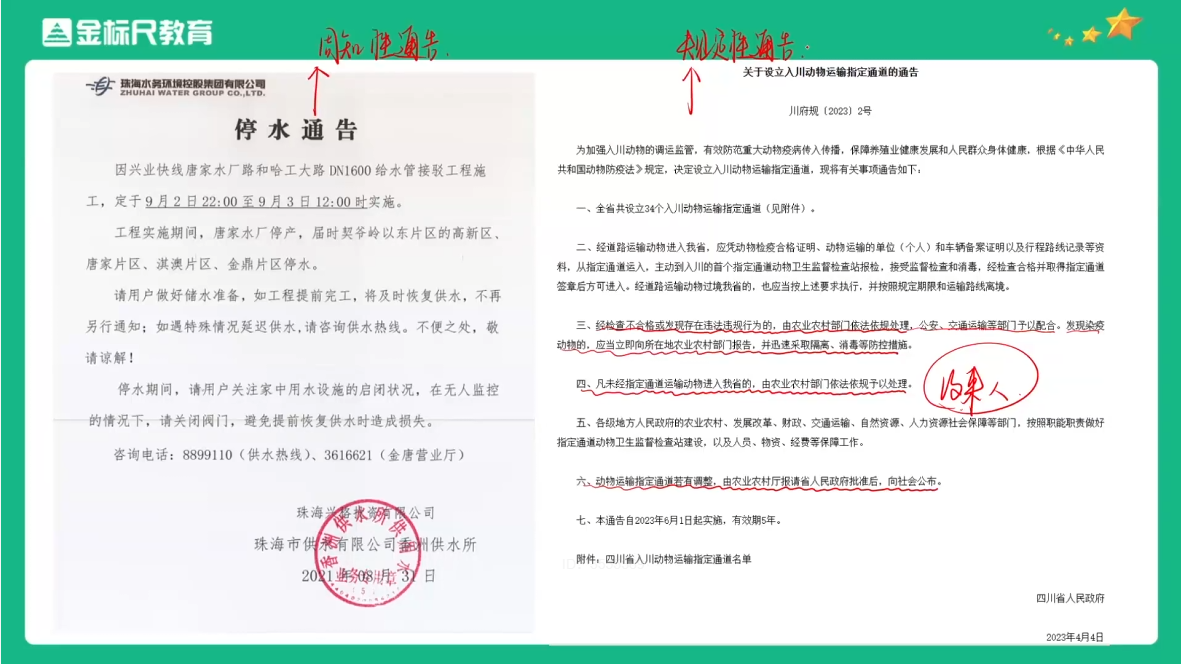 金标尺教育
周知性通告.
规范性通告.
珠海水务环境控股集团有限公司
ZHUHAI WATER GROUP CO.,LTD.
停水通告
因兴业快线唐家水厂路和哈工大路DN1600给水管接驳工程施
工，定于9月2日22:00至9月3日12:00时实施。
工程实施期间，唐家水厂停产，届时契爷岭以东片区的高新区、
唐家片区、淇澳片区、金鼎片区停水。
请用户做好储水准备，如工程提前完工，将及时恢复供水，不再
另行通知；如遇特殊情况延迟供水,请咨询供水热线。不便之处，敬
请谅解！
停水期间，请用户关注家中用水设施的启闭状况，在无人监控
的情况下，请关闭阀门，避免提前恢复供水时造成损失。
咨询电话：8899110（供水热线）、3616621（金唐营业厅）
珠海兴格投资有限公司
珠海市供水有限公司香洲供水所
2021年08月31日
关于设立入川动物运输指定通道的通告
川府规〔2023〕2号
为加强入川动物的调运监管，有效防范重大动物疫病传入传播，保障养殖业健康发展和人民群众身体健康，根据《中华人民
共和国动物防疫法》规定，决定设立入川动物运输指定通道，现将有关事项通告如下：
一、全省共设立34个入川动物运输指定通道（见附件）。
二、经道路运输动物进入我省，应凭动物检疫合格证明、动物运输的单位（个人）和车辆备案证明以及行程路线记录等资
料，从指定通道运入，主动到入川的首个指定通道动物卫生监督检查站报检，接受监督检查和消毒，经检查合格并取得指定通道
签章后方可进入。经道路运输动物过境我省的，也应当按上述要求执行，并按照规定期限和运输路线离境。
三、经检查不合格或发现存在违法违规行为的，由农业农村部门依法依规处理，公安、交通运输等部门予以配合。发现染疫
动物的，应当立即向所在地农业农村部门报告，并迅速采取隔离、消毒等防控措施。
四、凡未经指定通道运输动物进入我省的，由农业农村部门依法依规予以处理。
五、各级地方人民政府的农业农村、发展改革、财政、交通运输、自然资源、人力资源社会保障等部门，按照职能职责做好
指定通道动物卫生监督检查站建设，以及人员、物资、经费等保障工作。
六、动物运输指定通道若有调整，由农业农村厅报请省人民政府批准后，向社会公布。
七、本通告自2023年6月1日起实施，有效期5年。
附件：四川省入川动物运输指定通道名单
四川省人民政府
2023年4月4日